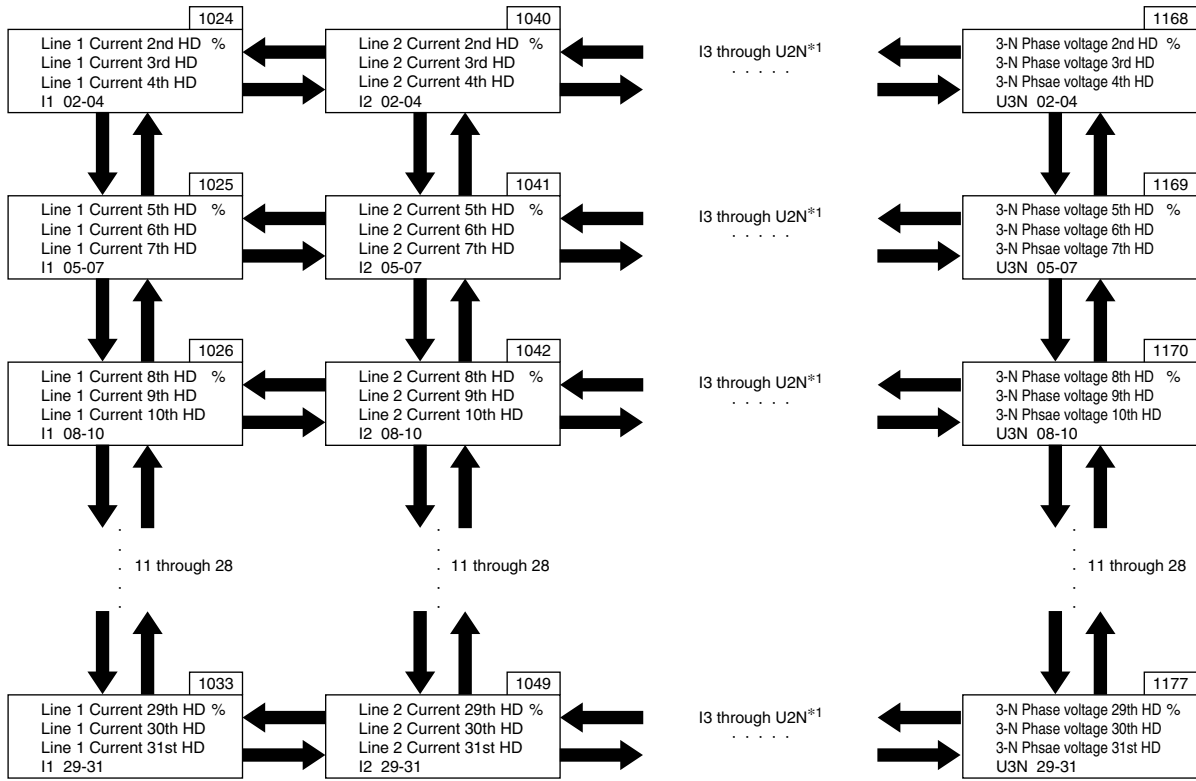 1024
Line 1 Current 2nd HD %
Line 1 Current 3rd HD
Line 1 Current 4th HD
I1 02-04
1040
Line 2 Current 2nd HD %
Line 2 Current 3rd HD
Line 2 Current 4th HD
I2 02-04
I3 through U2N*1
. . . . .
1168
3-N Phase voltage 2nd HD %
3-N Phase voltage 3rd HD
3-N Phsae voltage 4th HD
U3N 02-04
1025
Line 1 Current 5th HD %
Line 1 Current 6th HD
Line 1 Current 7th HD
I1 05-07
1041
Line 2 Current 5th HD %
Line 2 Current 6th HD
Line 2 Current 7th HD
I2 05-07
I3 through U2N*1
. . . . .
1169
3-N Phase voltage 5th HD %
3-N Phase voltage 6th HD
3-N Phsae voltage 7th HD
U3N 05-07
1026
Line 1 Current 8th HD %
Line 1 Current 9th HD
Line 1 Current 10th HD
I1 08-10
1042
Line 2 Current 8th HD %
Line 2 Current 9th HD
Line 2 Current 10th HD
I2 08-10
I3 through U2N*1
. . . . .
1170
3-N Phase voltage 8th HD %
3-N Phase voltage 9th HD
3-N Phsae voltage 10th HD
U3N 08-10
11 through 28
11 through 28
11 through 28
1033
Line 1 Current 29th HD %
Line 1 Current 30th HD
Line 1 Current 31st HD
I1 29-31
1049
Line 2 Current 29th HD %
Line 2 Current 30th HD
Line 2 Current 31st HD
I2 29-31
I3 through U2N*1
. . . . .
1177
3-N Phase voltage 29th HD %
3-N Phase voltage 30th HD
3-N Phsae voltage 31st HD
U3N 29-31